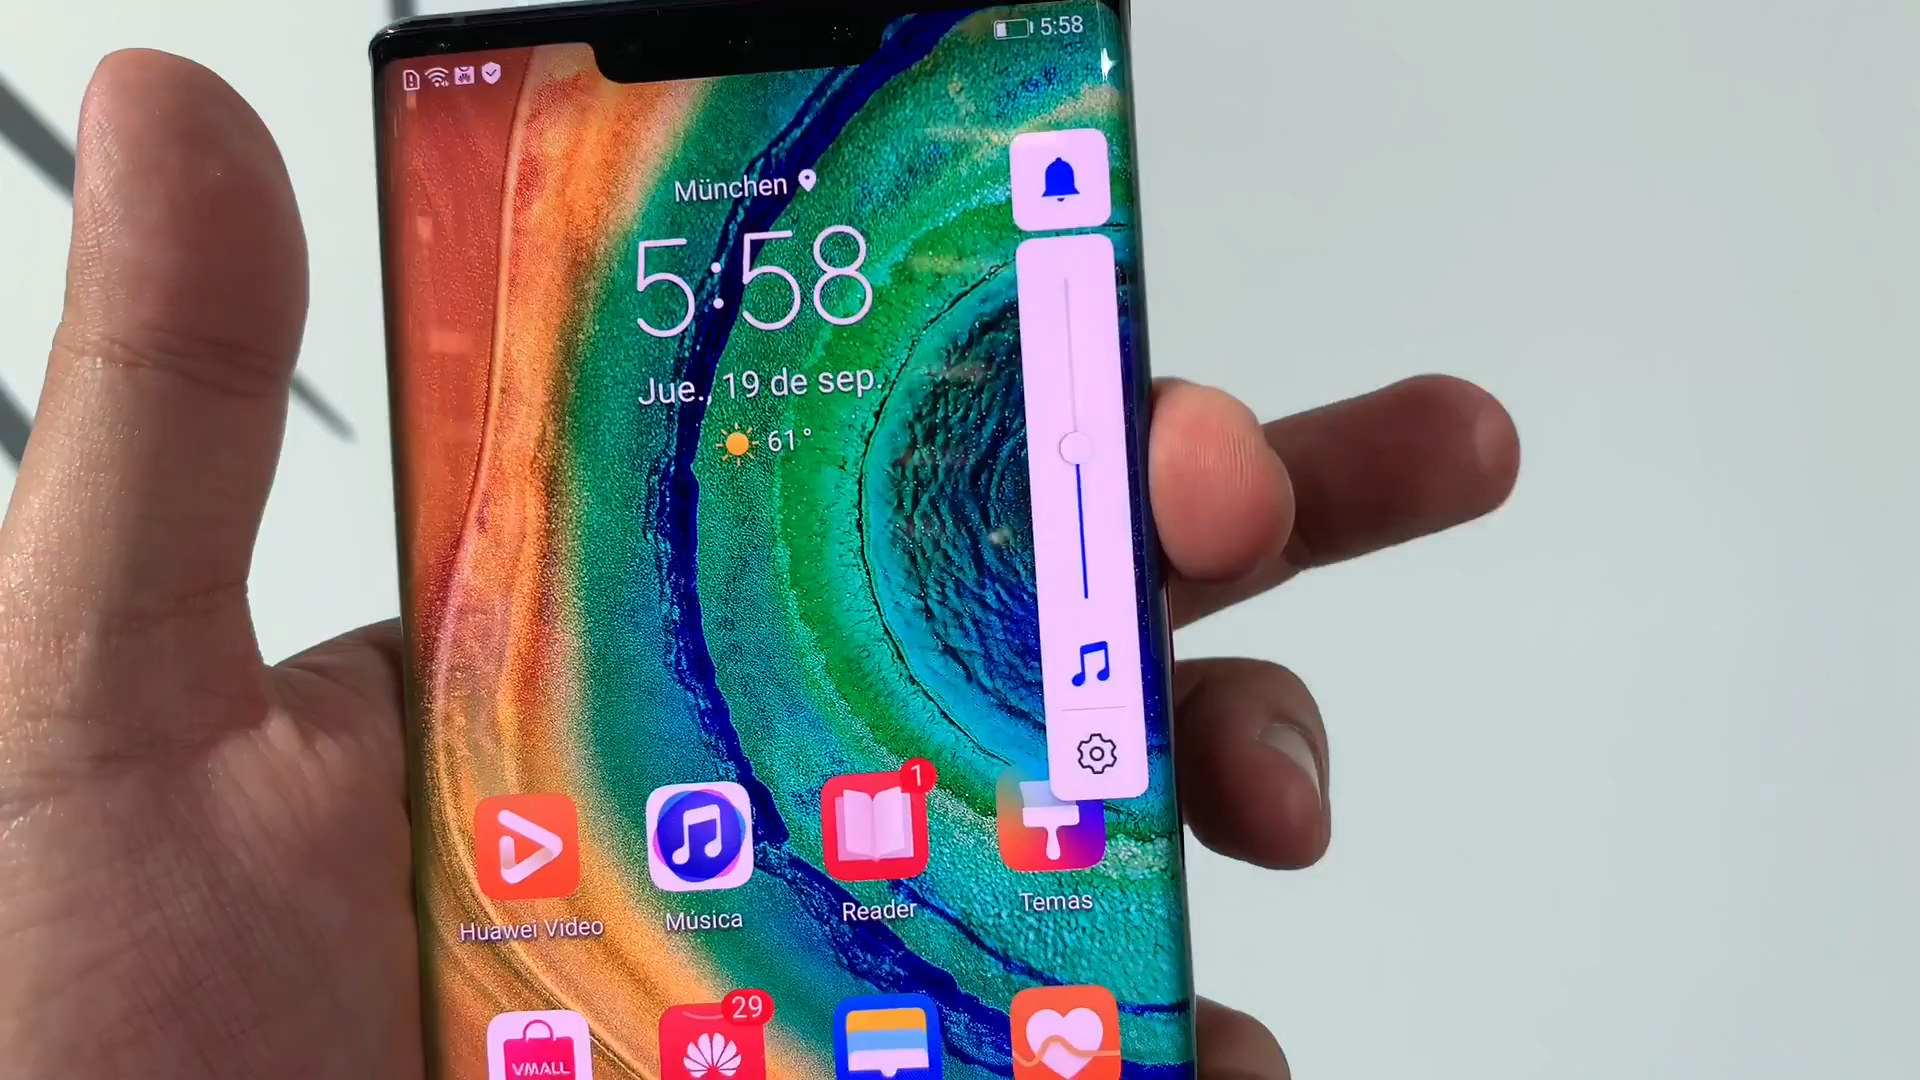 5:58
München
5:58
Jue., 19 de sep.
61°
1
Huawei Video
Música
Reader
Temas
29
VMALL